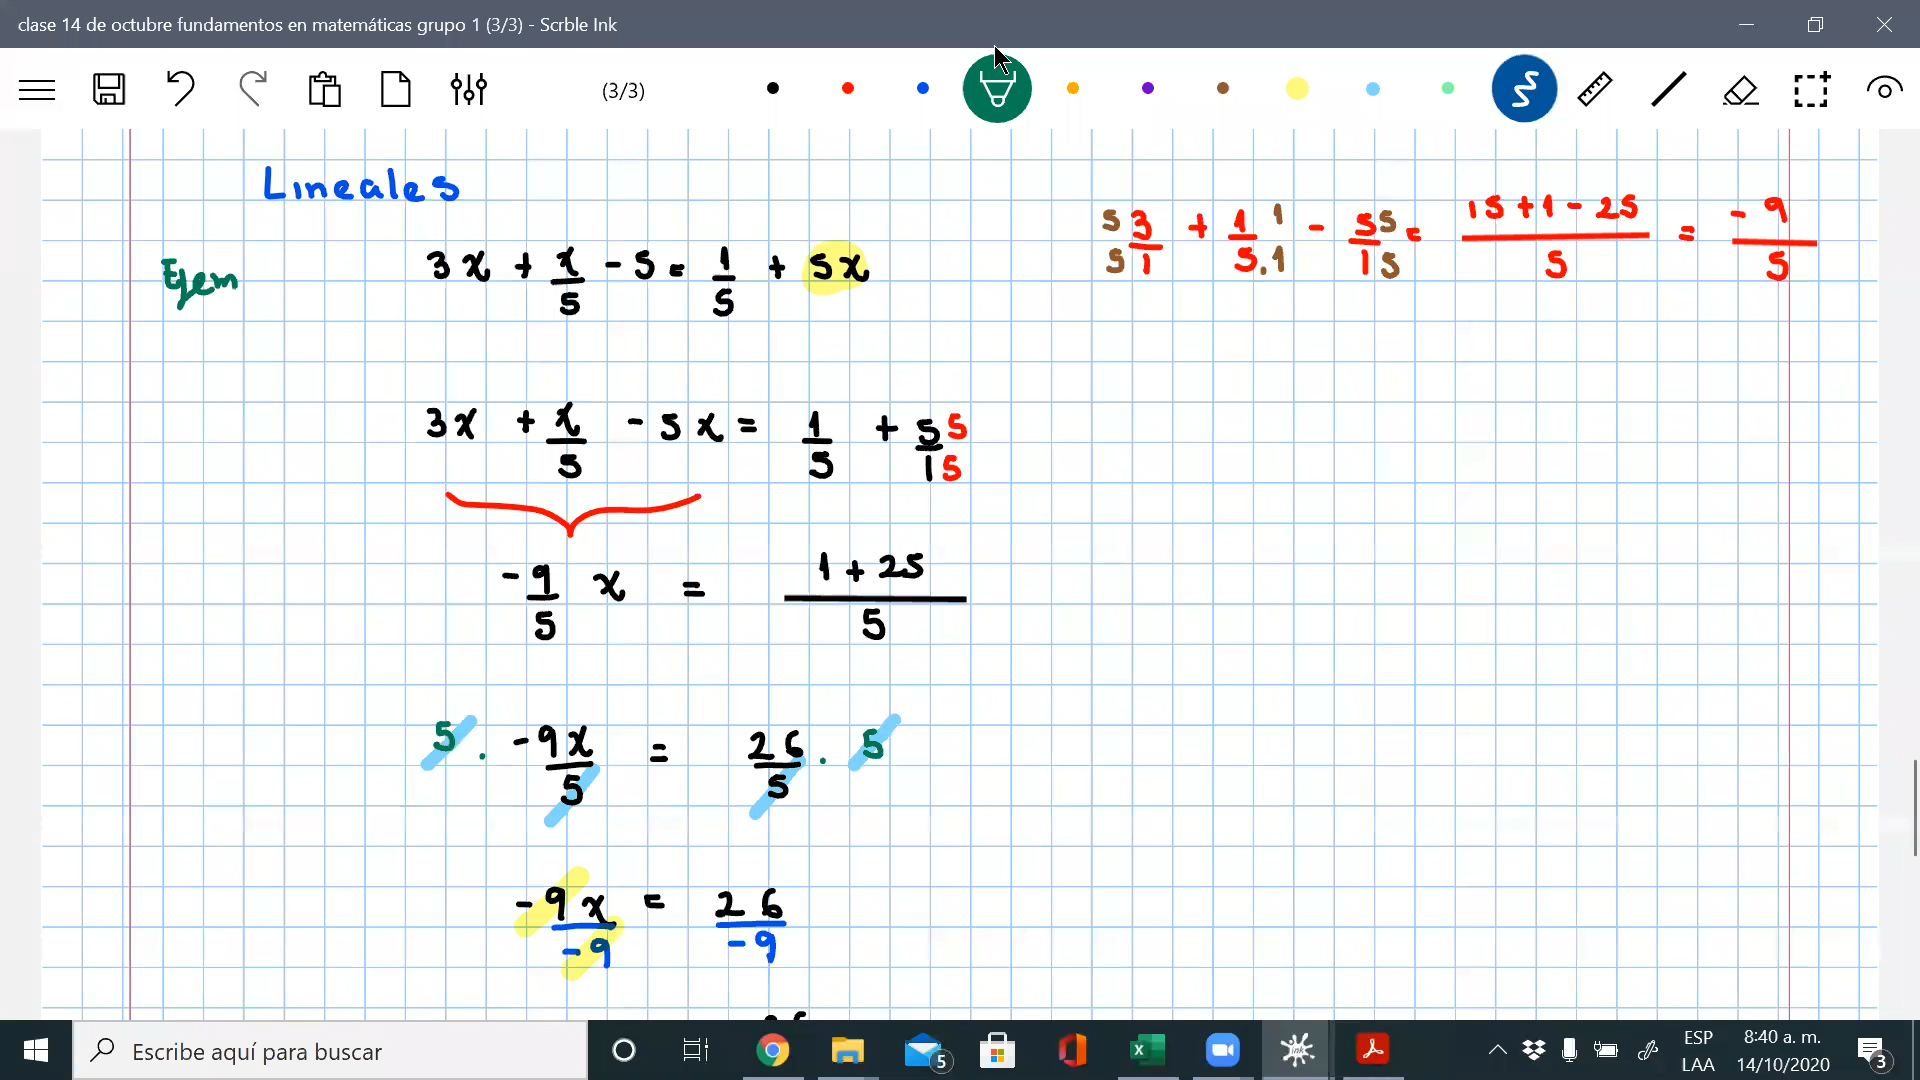 clase 14 de octubre fundamentos en matemáticas grupo 1 (3/3) - Scrble Ink
(3/3)
Lineales
Ejem
3x + x/5 - 5 = 1/5 + 5x
5 3/5 1 + 1 1/5.1 - 5 5/1 5 = 15+1-25/5 = -9/5
3x + x/5 - 5x = 1/5 + 5 5/1 5
-9/5 x = 1+25/5
5 . -9x/5 = 26/5 . 5
-9x/-9 = 26/-9
Escribe aquí para buscar
5
ESP
LAA
8:40 a. m.
14/10/2020
3